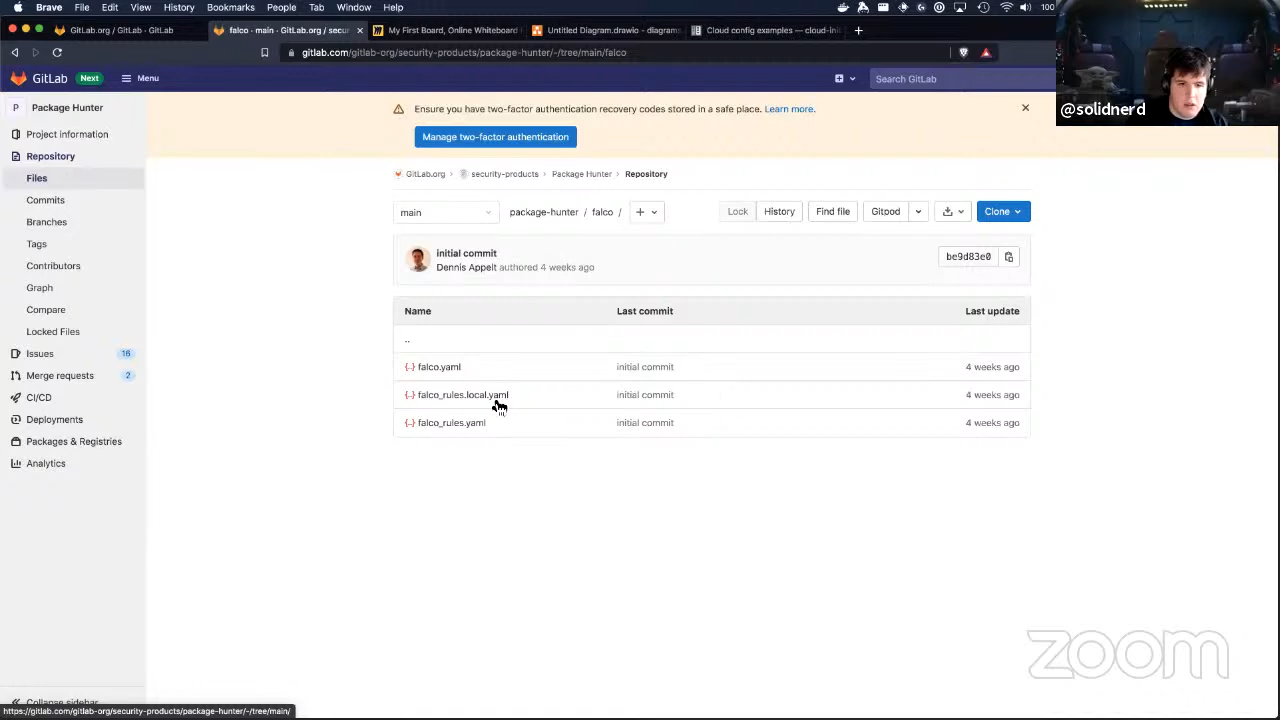 Brave File Edit View History Bookmarks People Tab Window Help 100
GitLab.org / GitLab · GitLab
falco · main · GitLab.org / secu
My First Board, Online Whiteboard
Untitled Diagram.drawio - diagrams
Cloud config examples — cloud-ini
gitlab.com/gitlab-org/security-products/package-hunter/-/tree/main/falco
GitLab Next Menu Search GitLab
@solidnerd
P Package Hunter
Project information
Repository
Files
Commits
Branches
Tags
Contributors
Graph
Compare
Locked Files
Issues 16
Merge requests 2
CI/CD
Deployments
Packages & Registries
Analytics
Collapse sidebar
Ensure you have two-factor authentication recovery codes stored in a safe place. Learn more.
Manage two-factor authentication
GitLab.org > security-products > Package Hunter > Repository
main package-hunter / falco / + Lock History Find file Gitpod Clone
initial commit
Dennis Appelt authored 4 weeks ago
be9d83e0
Name Last commit Last update
..
falco.yaml initial commit 4 weeks ago
falco_rules.local.yaml initial commit 4 weeks ago
falco_rules.yaml initial commit 4 weeks ago
zoom
https://gitlab.com/gitlab-org/security-products/package-hunter/-/tree/main/